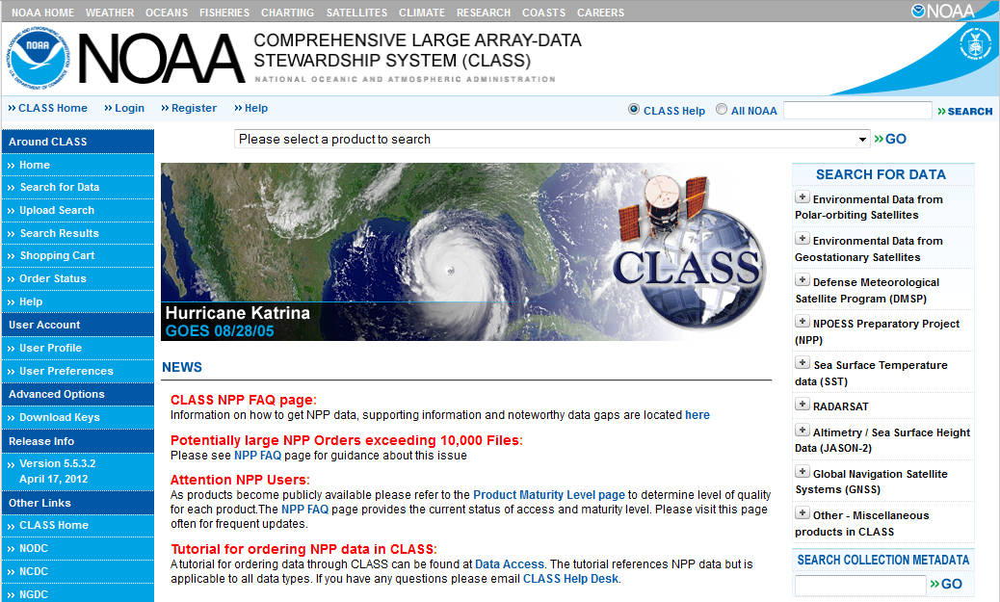 NOAA HOME WEATHER OCEANS FISHERIES CHARTING SATELLITES CLIMATE RESEARCH COASTS CAREERS
NOAA
NOAA
NOAA
COMPREHENSIVE LARGE ARRAY-DATA
STEWARDSHIP SYSTEM (CLASS)
NATIONAL OCEANIC AND ATMOSPHERIC ADMINISTRATION
» CLASS Home » Login » Register » Help
CLASS Help All NOAA » SEARCH
Please select a product to search » GO
Around CLASS
» Home
» Search for Data
» Upload Search
» Search Results
» Shopping Cart
» Order Status
» Help
User Account
» User Profile
» User Preferences
Advanced Options
» Download Keys
Release Info
» Version 5.5.3.2
April 17, 2012
Other Links
» CLASS Home
» NODC
» NCDC
» NGDC
CLASS
Hurricane Katrina
GOES 08/28/05
NEWS
CLASS NPP FAQ page:
Information on how to get NPP data, supporting information and noteworthy data gaps are located here
Potentially large NPP Orders exceeding 10,000 Files:
Please see NPP FAQ page for guidance about this issue
Attention NPP Users:
As products become publicly available please refer to the Product Maturity Level page to determine level of quality
for each product.The NPP FAQ page provides the current status of access and maturity level. Please visit this page
often for frequent updates.
Tutorial for ordering NPP data in CLASS:
A tutorial for ordering data through CLASS can be found at Data Access. The tutorial references NPP data but is
applicable to all data types. If you have any questions please email CLASS Help Desk.
SEARCH FOR DATA
+ Environmental Data from
Polar-orbiting Satellites
+ Environmental Data from
Geostationary Satellites
+ Defense Meteorological
Satellite Program (DMSP)
+ NPOESS Preparatory Project
(NPP)
+ Sea Surface Temperature
data (SST)
+ RADARSAT
+ Altimetry / Sea Surface Height
Data (JASON-2)
+ Global Navigation Satellite
Systems (GNSS)
+ Other - Miscellaneous
products in CLASS
SEARCH COLLECTION METADATA
» GO